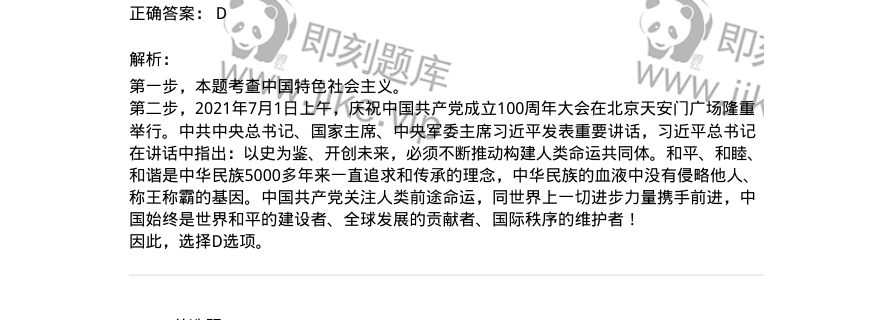 正确答案： D
解析：
第一步，本题考查中国特色社会主义。
第二步，2021年7月1日上午，庆祝中国共产党成立100周年大会在北京天安门广场隆重
举行。中共中央总书记、国家主席、中央军委主席习近平发表重要讲话，习近平总书记
在讲话中指出：以史为鉴、开创未来，必须不断推动构建人类命运共同体。和平、和睦、
和谐是中华民族5000多年来一直追求和传承的理念，中华民族的血液中没有侵略他人、
称王称霸的基因。中国共产党关注人类前途命运，同世界上一切进步力量携手前进，中
国始终是世界和平的建设者、全球发展的贡献者、国际秩序的维护者！
因此，选择D选项。
即刻题库
www.jike.vip
即刻
www.jik